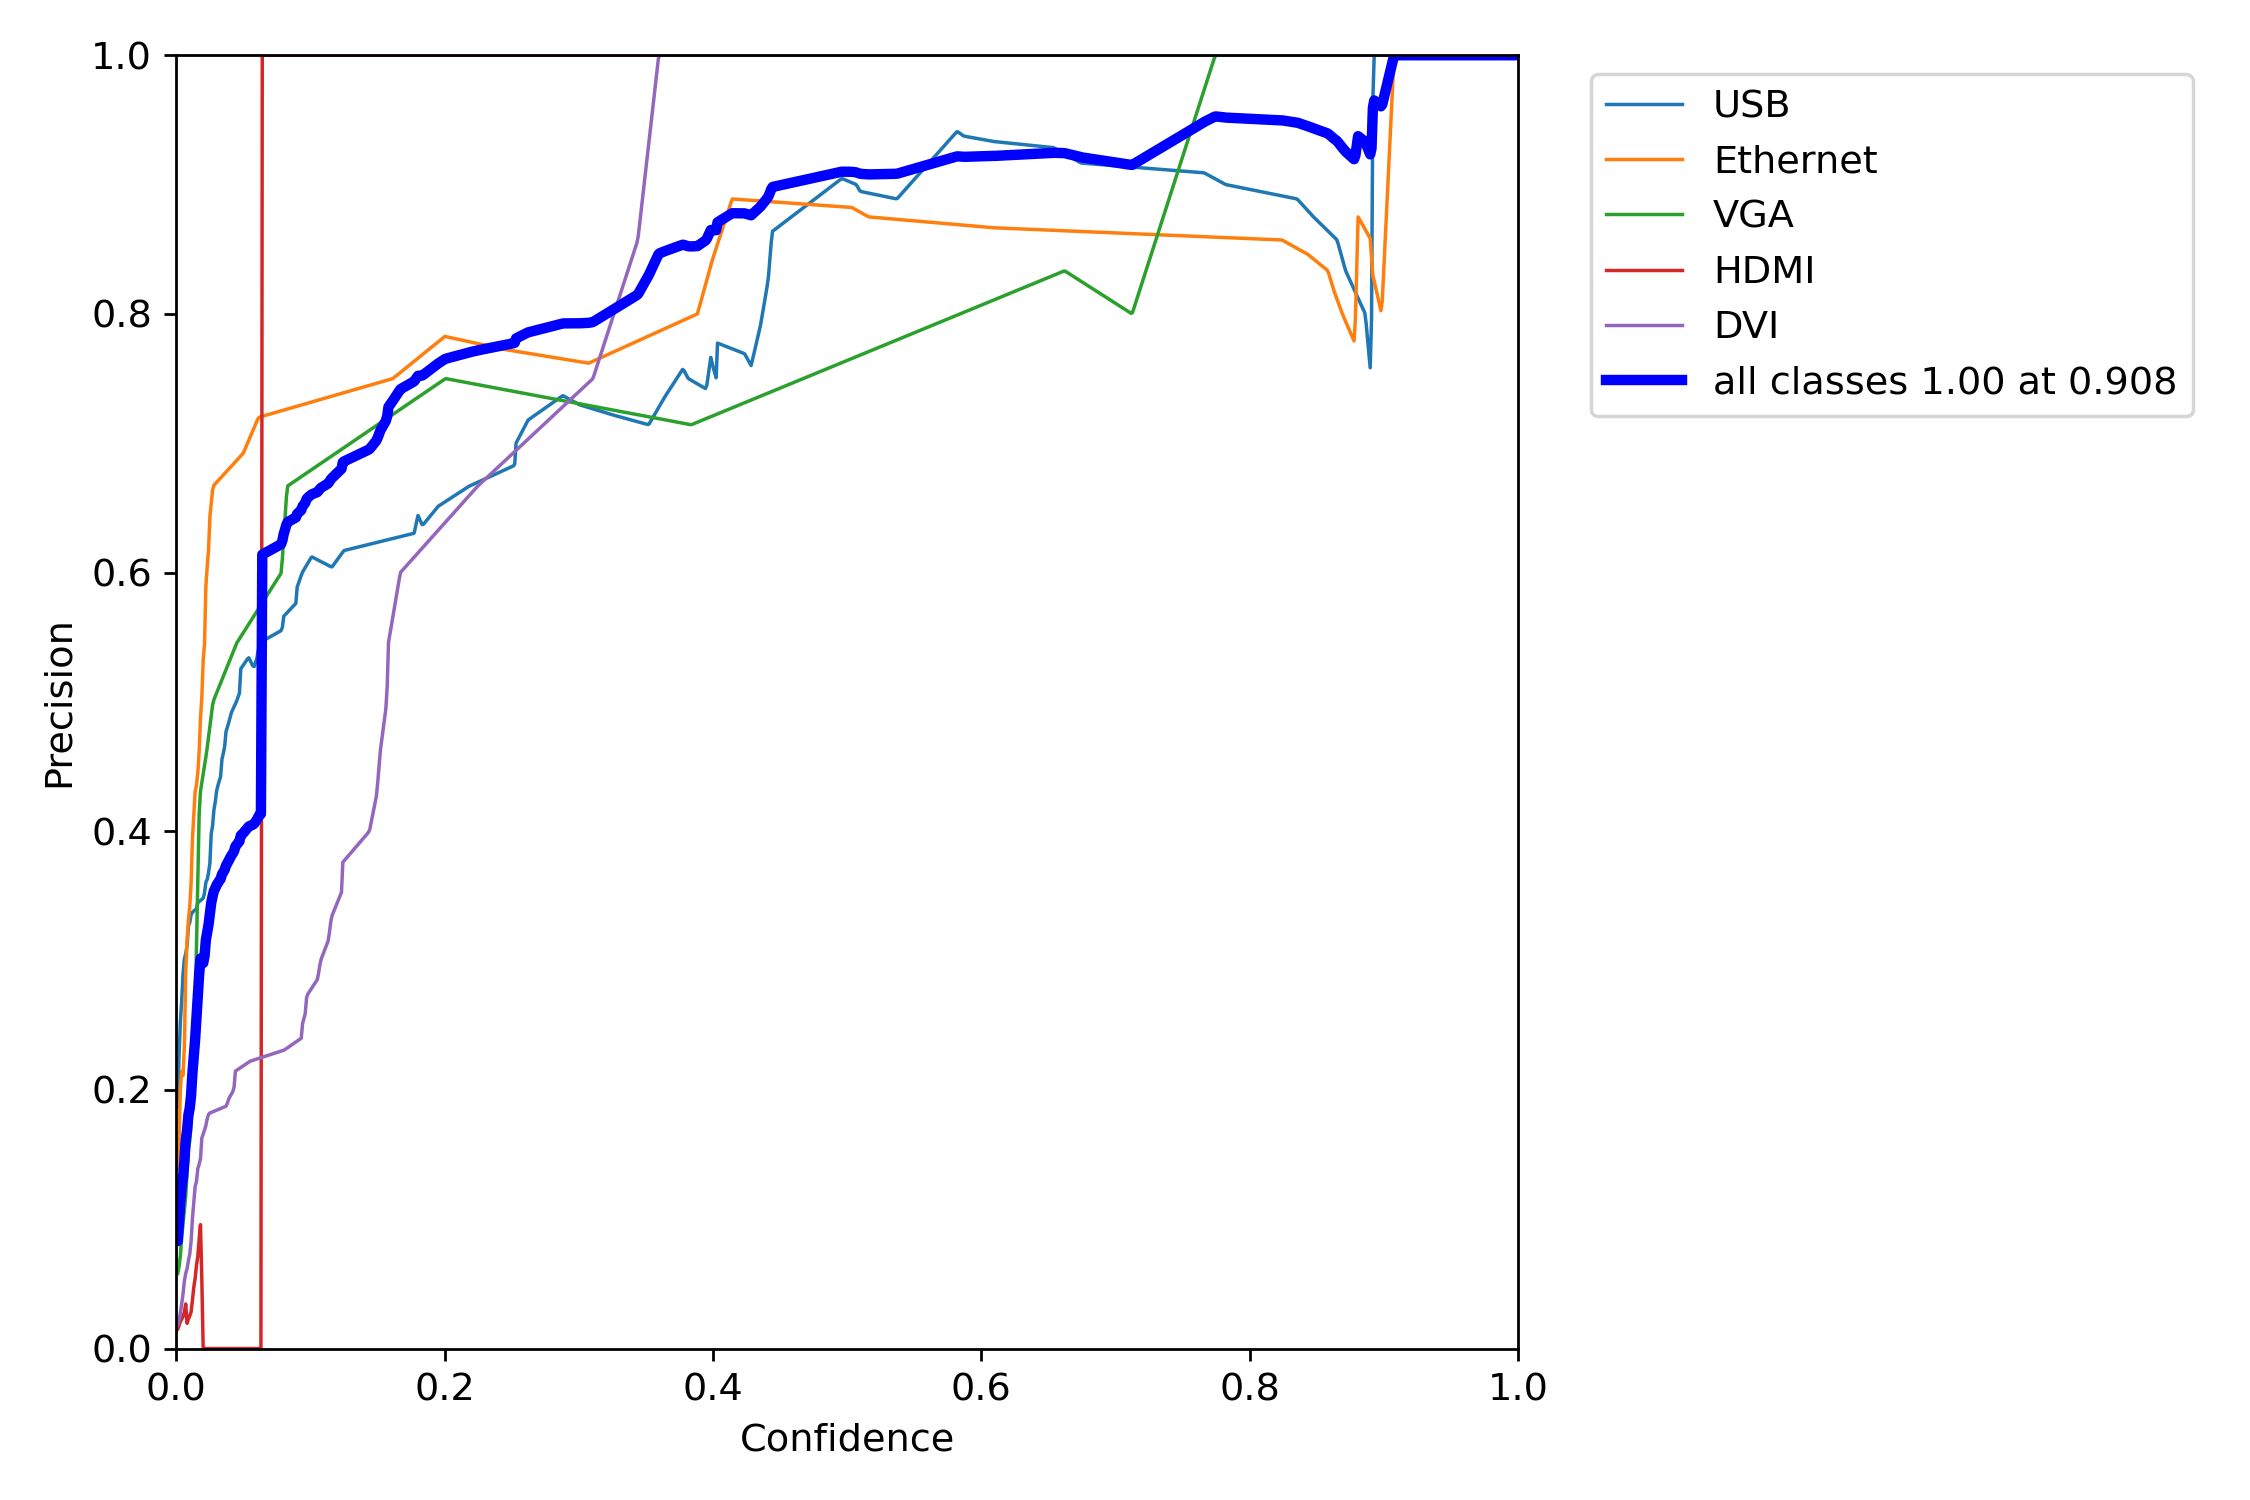 1.0
0.8
0.6
0.4
0.2
0.0
0.0 0.2 0.4 0.6 0.8 1.0
Precision
Confidence
USB
Ethernet
VGA
HDMI
DVI
all classes 1.00 at 0.908